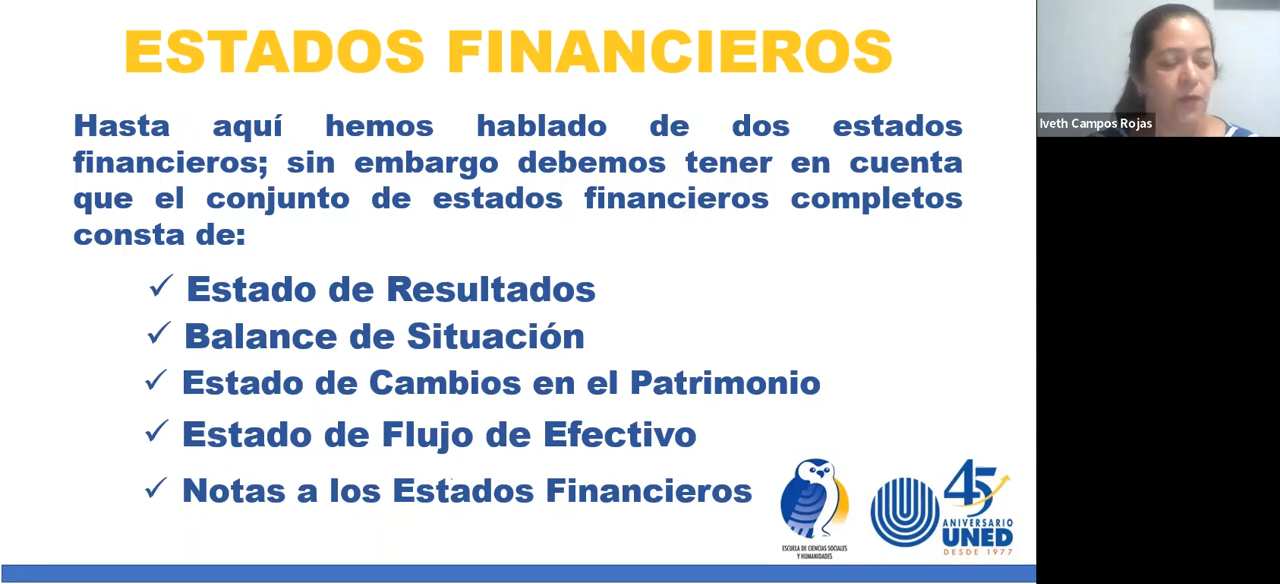 ESTADOS FINANCIEROS
Hasta aquí hemos hablado de dos estados
financieros; sin embargo debemos tener en cuenta
que el conjunto de estados financieros completos
consta de:
✓ Estado de Resultados
✓ Balance de Situación
✓ Estado de Cambios en el Patrimonio
✓ Estado de Flujo de Efectivo
✓ Notas a los Estados Financieros
ESCUELA DE CIENCIAS SOCIALES
Y HUMANIDADES
45
ANIVERSARIO
UNED
DESDE 1977
Iveth Campos Rojas